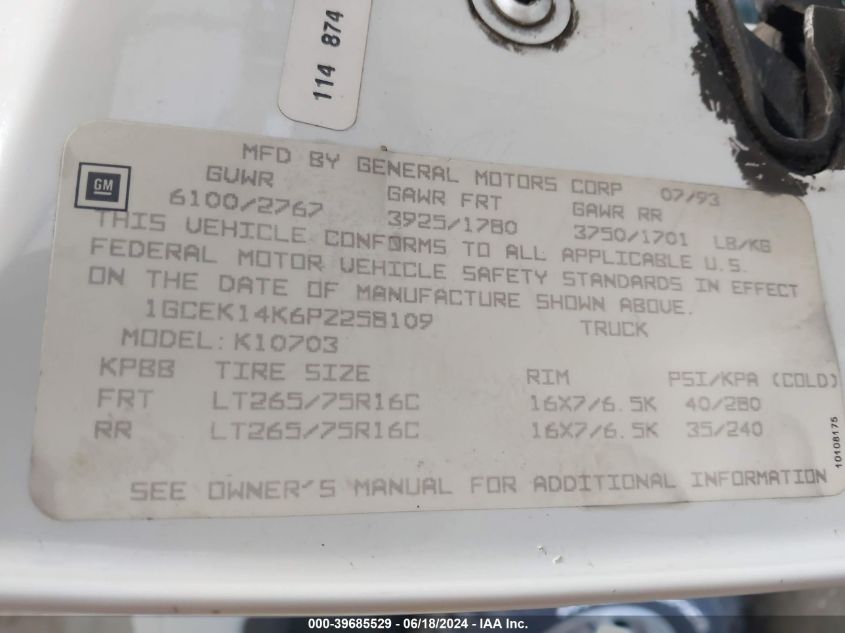 114 874
MFD BY GENERAL MOTORS CORP 07/93
GM
GVWR GAWR FRT GAWR RR
6100/2767 3925/1780 3750/1701 LB/KG
THIS VEHICLE CONFORMS TO ALL APPLICABLE U.S.
FEDERAL MOTOR VEHICLE SAFETY STANDARDS IN EFFECT
ON THE DATE OF MANUFACTURE SHOWN ABOVE.
1GCEK14K6PZ258109 TRUCK
MODEL: K10703
KPBB TIRE SIZE RIM PSI/KPA (COLD)
FRT LT265/75R16C 16X7/6.5K 40/280
RR LT265/75R16C 16X7/6.5K 35/240
SEE OWNER'S MANUAL FOR ADDITIONAL INFORMATION
10108175
000-39685529 - 06/18/2024 - IAA Inc.